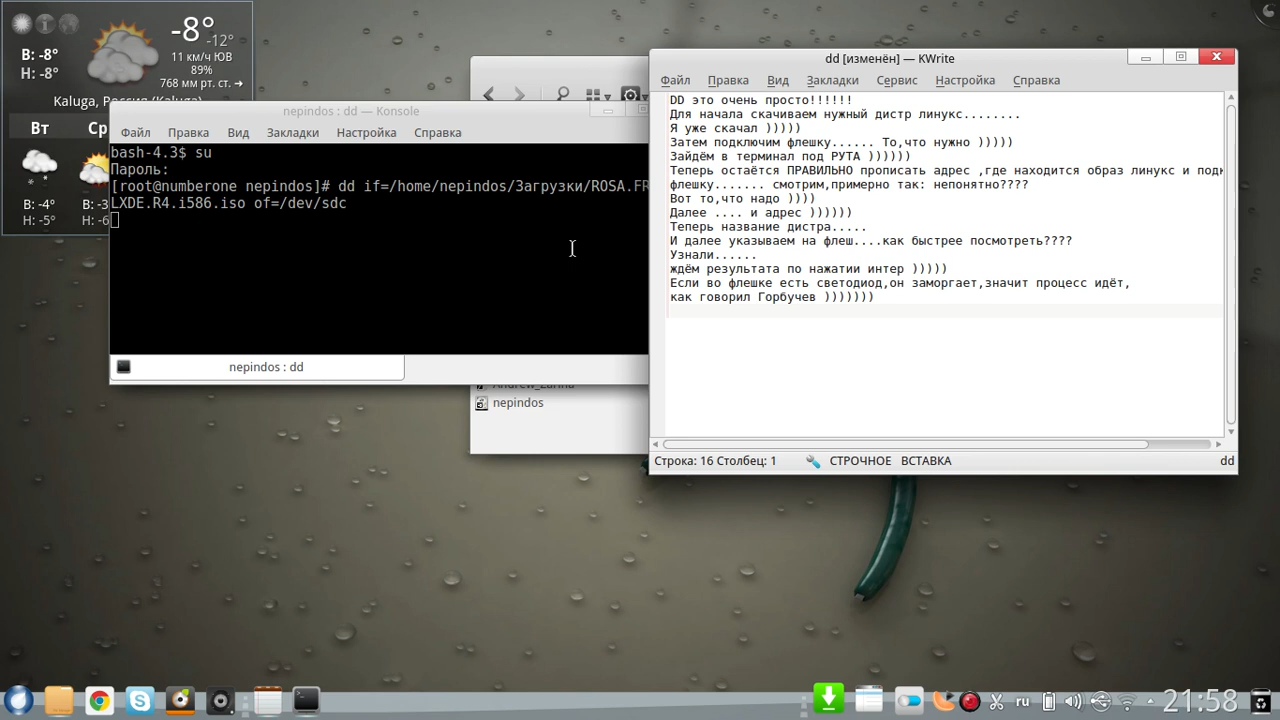 -8°
-12°
В: -8°
Н: -8°
11 км/ч ЮВ
89%
768 мм рт. ст. ➔
Kaluga, Россия (Kaluga)
Вт
Ср
В: -4°
Н: -5°
В: -3
Н: -6
nepindos : dd — Konsole
Файл Правка Вид Закладки Настройка Справка
bash-4.3$ su
Пароль:
[root@numberone nepindos]# dd if=/home/nepindos/Загрузки/ROSA.FR
LXDE.R4.i586.iso of=/dev/sdc
nepindos : dd
nepindos
dd [изменён] — KWrite
Файл Правка Вид Закладки Сервис Настройка Справка
DD это очень просто!!!!!!
Для начала скачиваем нужный дистр линукс........
Я уже скачал )))))
Затем подключим флешку...... То,что нужно )))))
Зайдём в терминал под РУТА ))))))
Теперь остаётся ПРАВИЛЬНО прописать адрес ,где находится образ линукс и подк
флешку....... смотрим,примерно так: непонятно????
Вот то,что надо ))))
Далее .... и адрес ))))))
Теперь название дистра.....
И далее указываем на флеш....как быстрее посмотреть????
Узнали......
ждём результата по нажатии интер )))))
Если во флешке есть светодиод,он заморгает,значит процесс идёт,
как говорил Горбучев )))))))
Строка: 16 Столбец: 1 СТРОЧНОЕ ВСТАВКА dd
ru 21:58